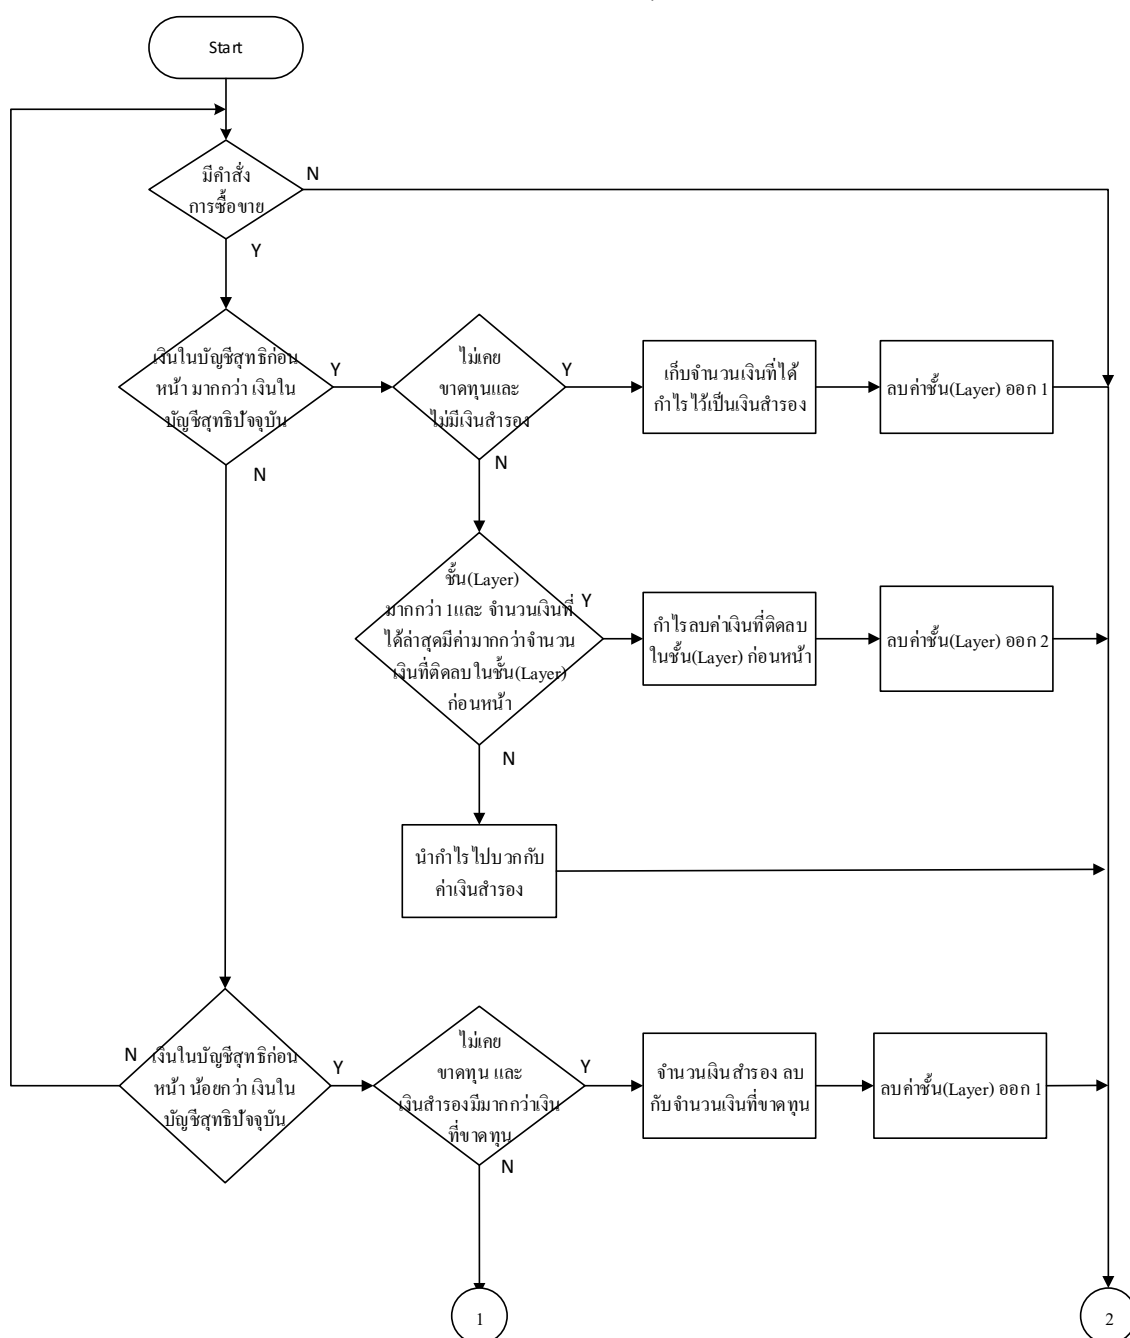 Start
มีคำสั่ง
การซื้อขาย
N
Y
เงินในบัญชีสุทธิก่อน
หน้า มากกว่า เงินใน
บัญชีสุทธิปัจจุบัน
Y
N
ไม่เคย
ขาดทุนและ
ไม่มีเงินสำรอง
Y
N
เก็บจำนวนเงินที่ได้
กำไรไว้เป็นเงินสำรอง
ลบค่าชั้น(Layer) ออก 1
ชั้น(Layer)
มากกว่า 1และ จำนวนเงินที่
ได้ล่าสุดมีค่ามากกว่าจำนวน
เงินที่ติดลบในชั้น(Layer)
ก่อนหน้า
Y
N
กำไรลบค่าเงินที่ติดลบ
ในชั้น(Layer) ก่อนหน้า
ลบค่าชั้น(Layer) ออก 2
นำกำไรไปบวกกับ
ค่าเงินสำรอง
N
เงินในบัญชีสุทธิก่อน
หน้า น้อยกว่า เงินใน
บัญชีสุทธิปัจจุบัน
Y
ไม่เคย
ขาดทุน และ
เงินสำรองมีมากกว่าเงิน
ที่ขาดทุน
Y
N
จำนวนเงินสำรอง ลบ
กับจำนวนเงินที่ขาดทุน
ลบค่าชั้น(Layer) ออก 1
1
2